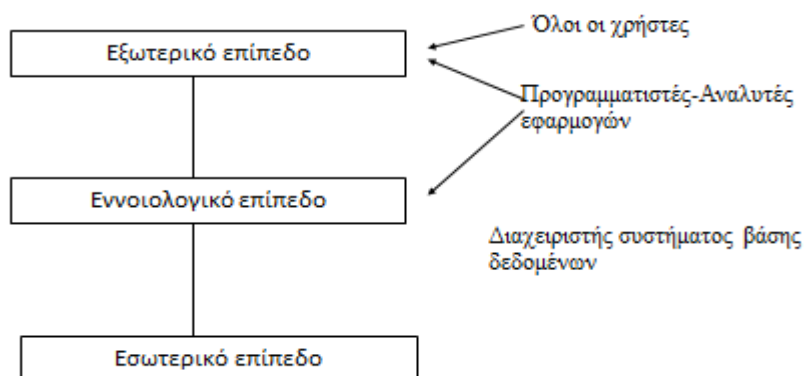 Όλοι οι χρήστες
Εξωτερικό επίπεδο
Προγραμματιστές-Αναλυτές
εφαρμογών
Εννοιολογικό επίπεδο
Διαχειριστής συστήματος βάσης
δεδομένων
Εσωτερικό επίπεδο